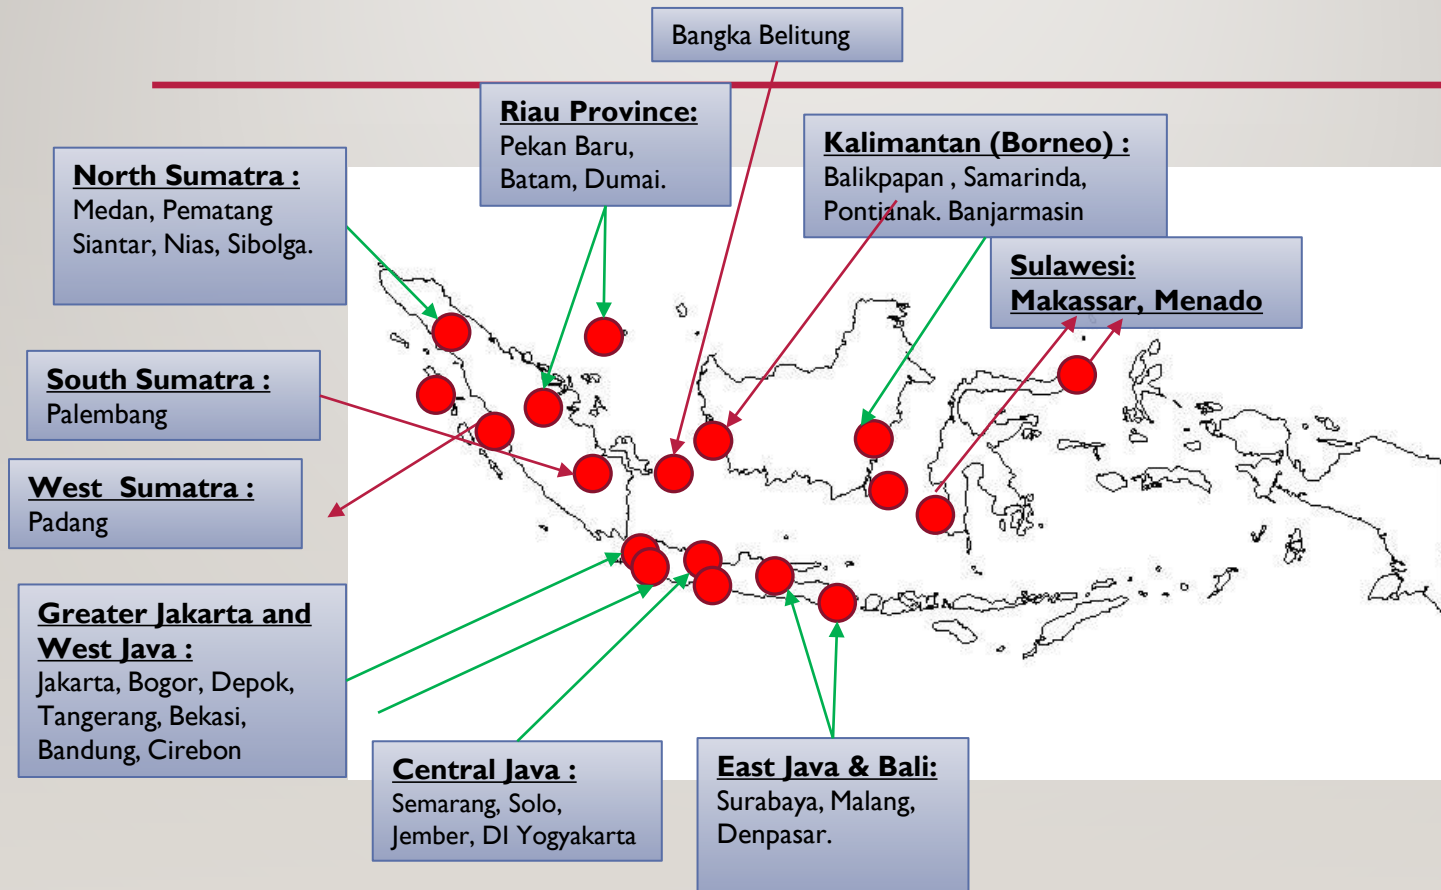 Bangka Belitung
Riau Province:
Pekan Baru,
Batam, Dumai.
Kalimantan (Borneo) :
Balikpapan , Samarinda,
Pontianak. Banjarmasin
North Sumatra :
Medan, Pematang
Siantar, Nias, Sibolga.
Sulawesi:
Makassar, Menado
South Sumatra :
Palembang
West  Sumatra :
Padang
Greater Jakarta and
West Java :
Jakarta, Bogor, Depok,
Tangerang, Bekasi,
Bandung, Cirebon
Central Java :
Semarang, Solo,
Jember, DI Yogyakarta
East Java & Bali:
Surabaya, Malang,
Denpasar.